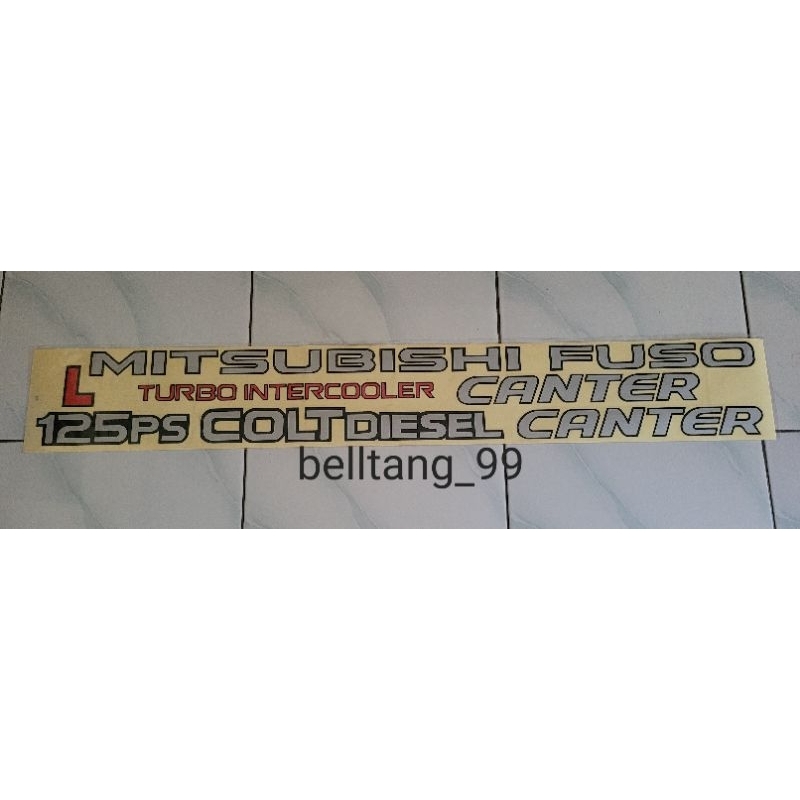 MITSUBISHI FUSO
L TURBO INTERCOOLER CANTER
125PS COLT DIESEL CANTER
belltang_99